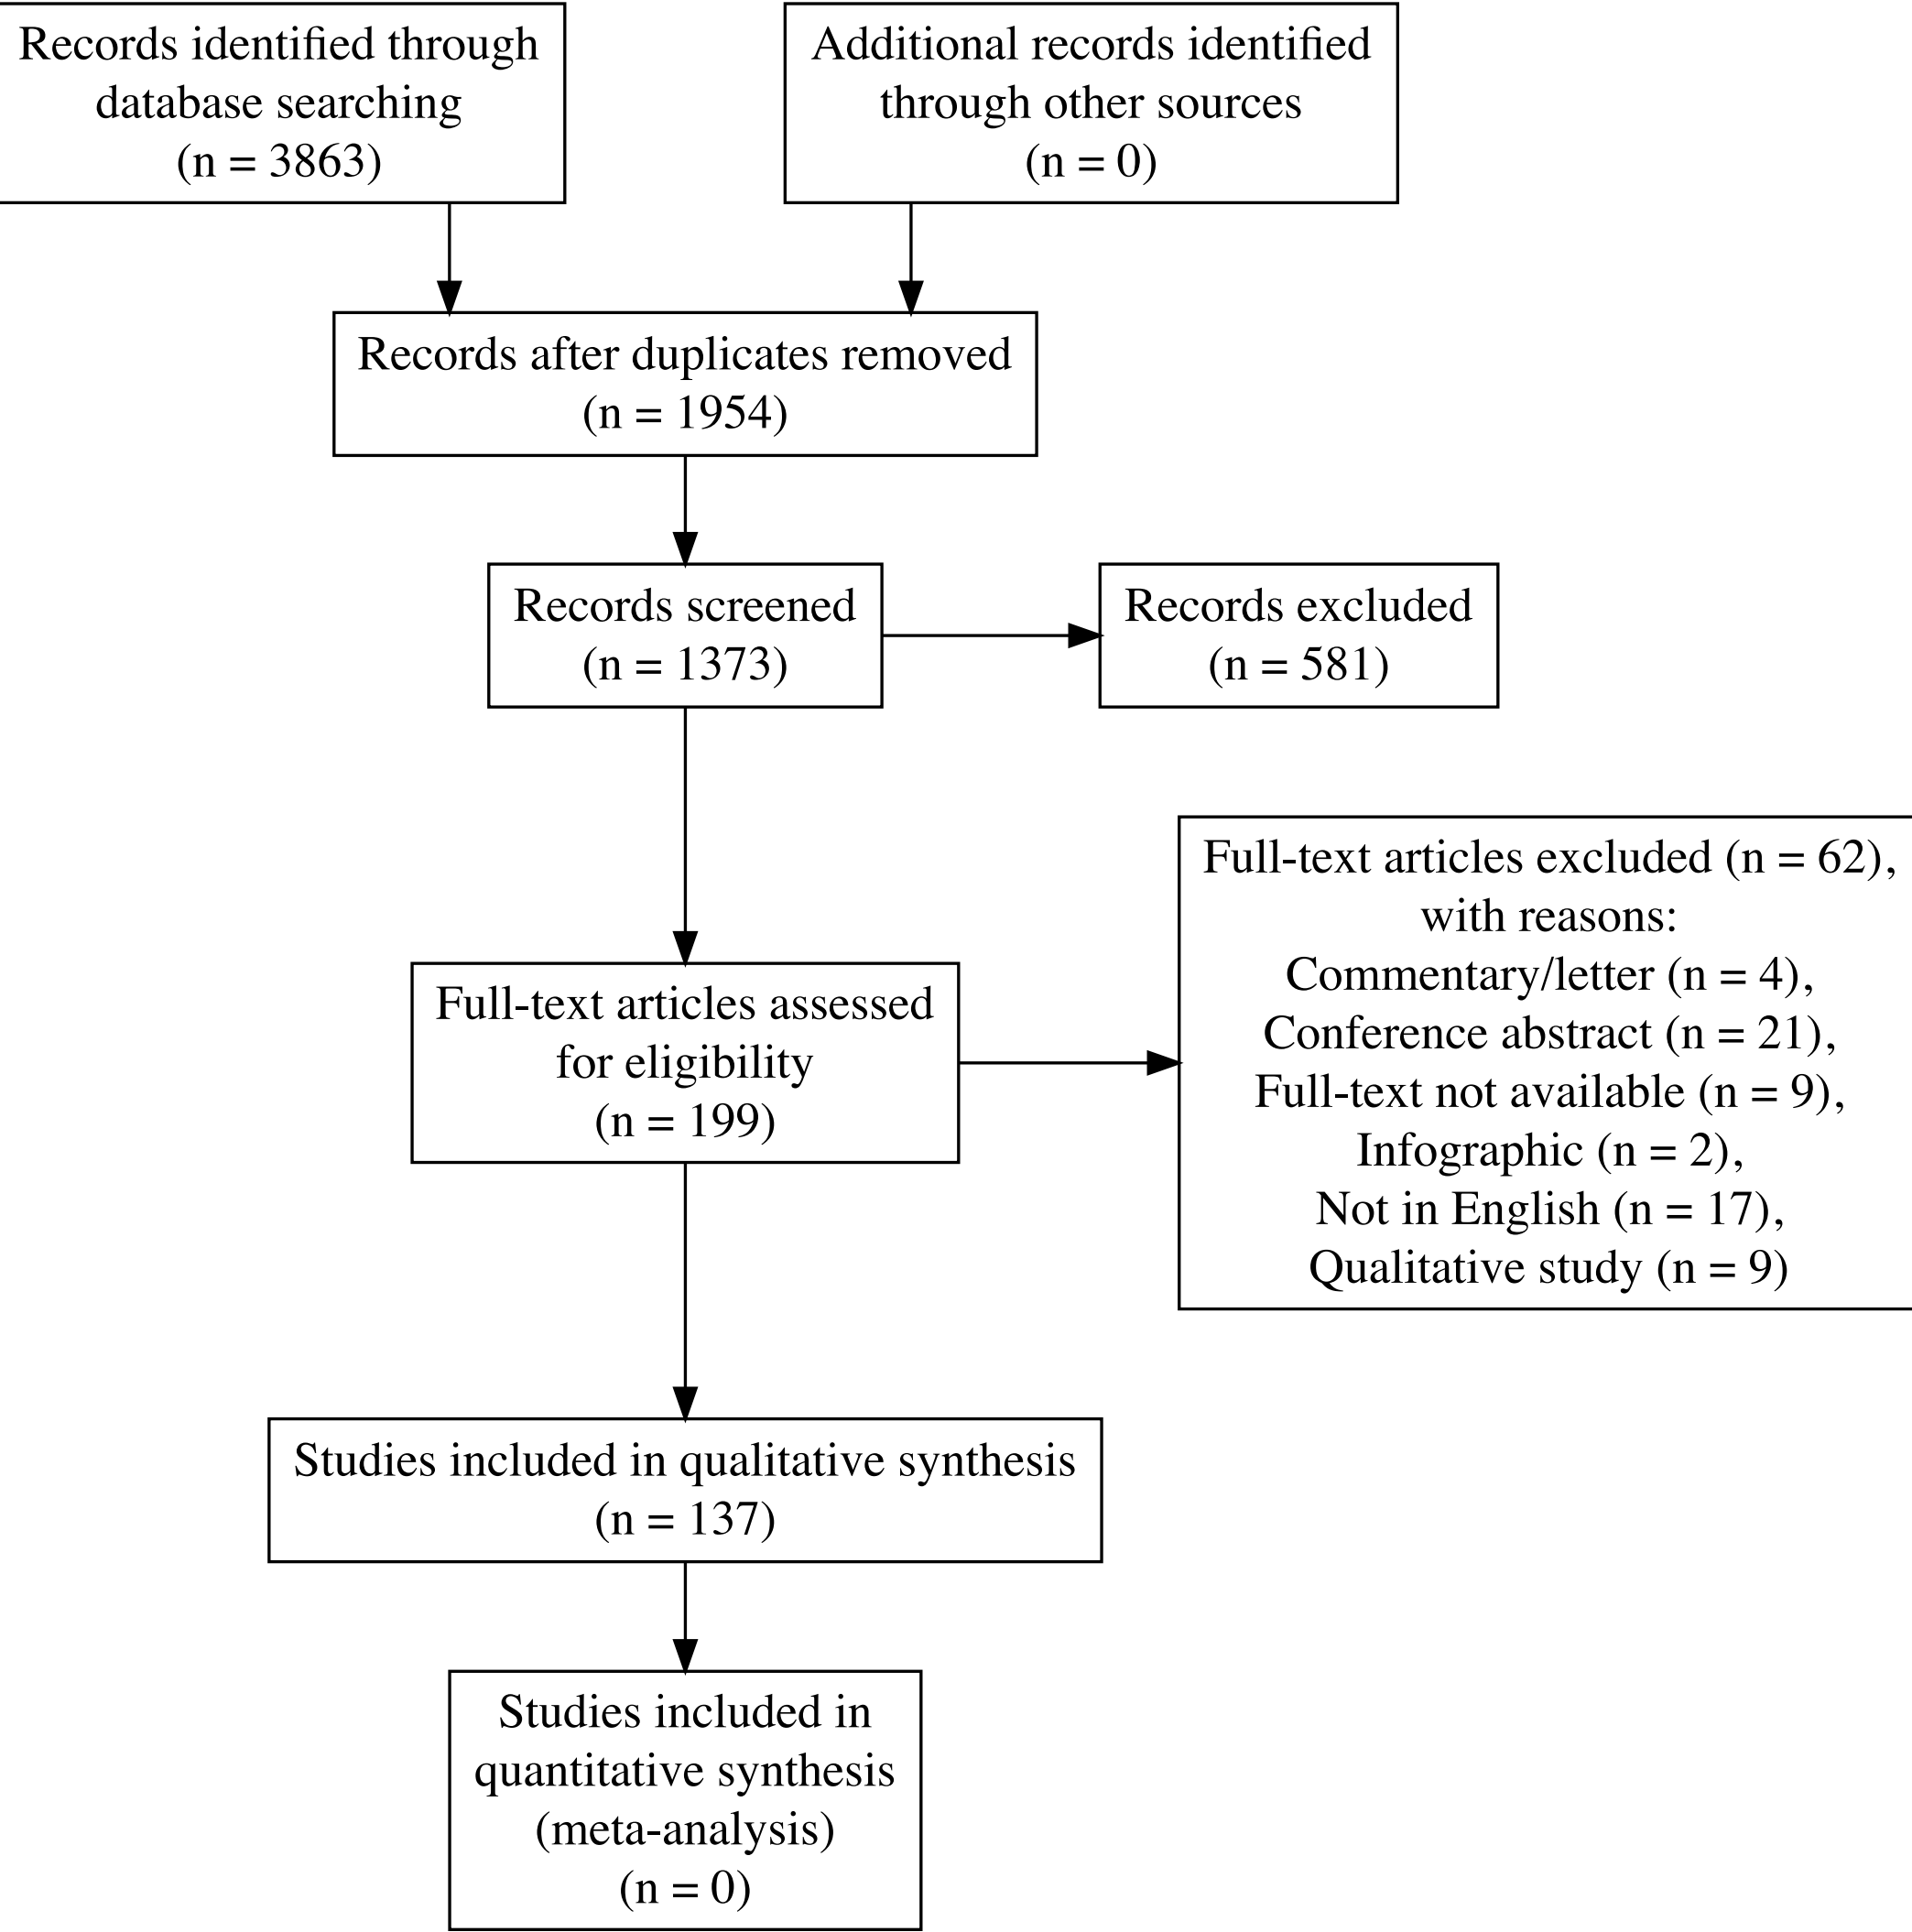 Records identified through
database searching
(n = 3863)
Additional records identified
through other sources
(n = 0)
Records after duplicates removed
(n = 1954)
Records screened
(n = 1373)
Records excluded
(n = 581)
Full-text articles assessed
for eligibility
(n = 199)
Full-text articles excluded (n = 62),
with reasons:
Commentary/letter (n = 4),
Conference abstract (n = 21),
Full-text not available (n = 9),
Infographic (n = 2),
Not in English (n = 17),
Qualitative study (n = 9)
Studies included in qualitative synthesis
(n = 137)
Studies included in
quantitative synthesis
(meta-analysis)
(n = 0)